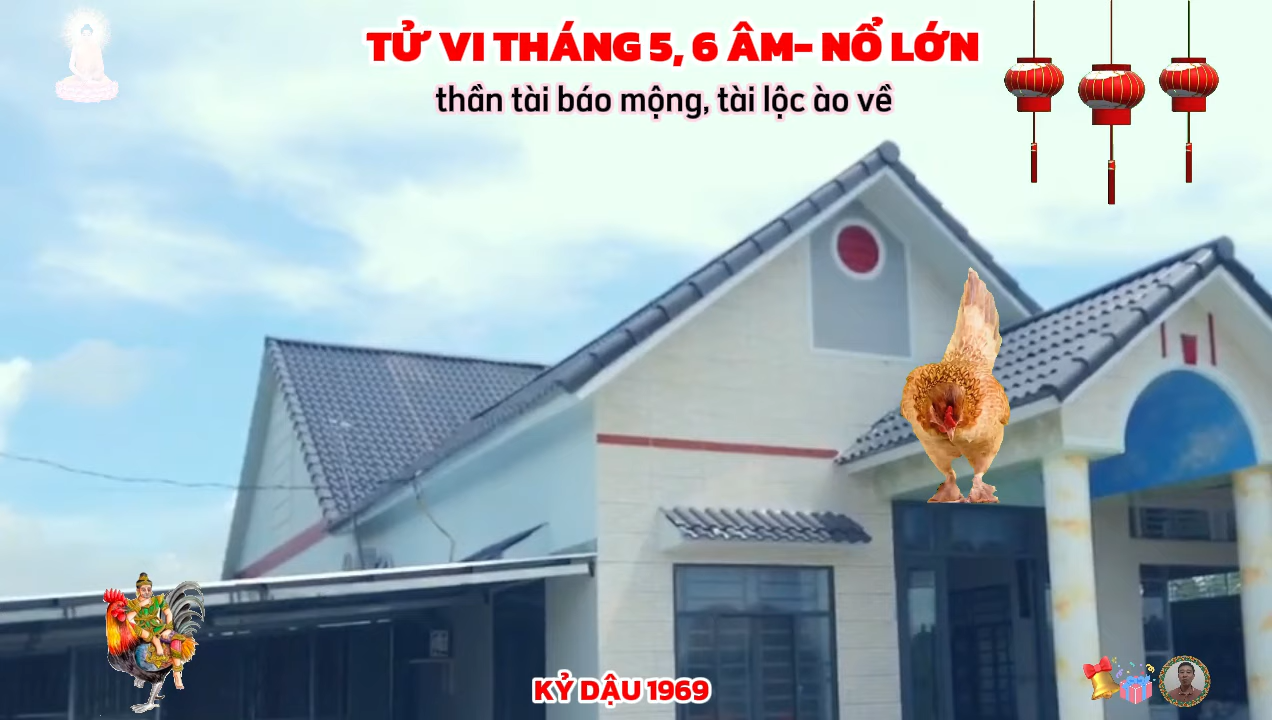 TỬ VI THÁNG 5, 6 ÂM- NỔ LỚN
thần tài báo mộng, tài lộc ào về
KỶ DẬU 1969